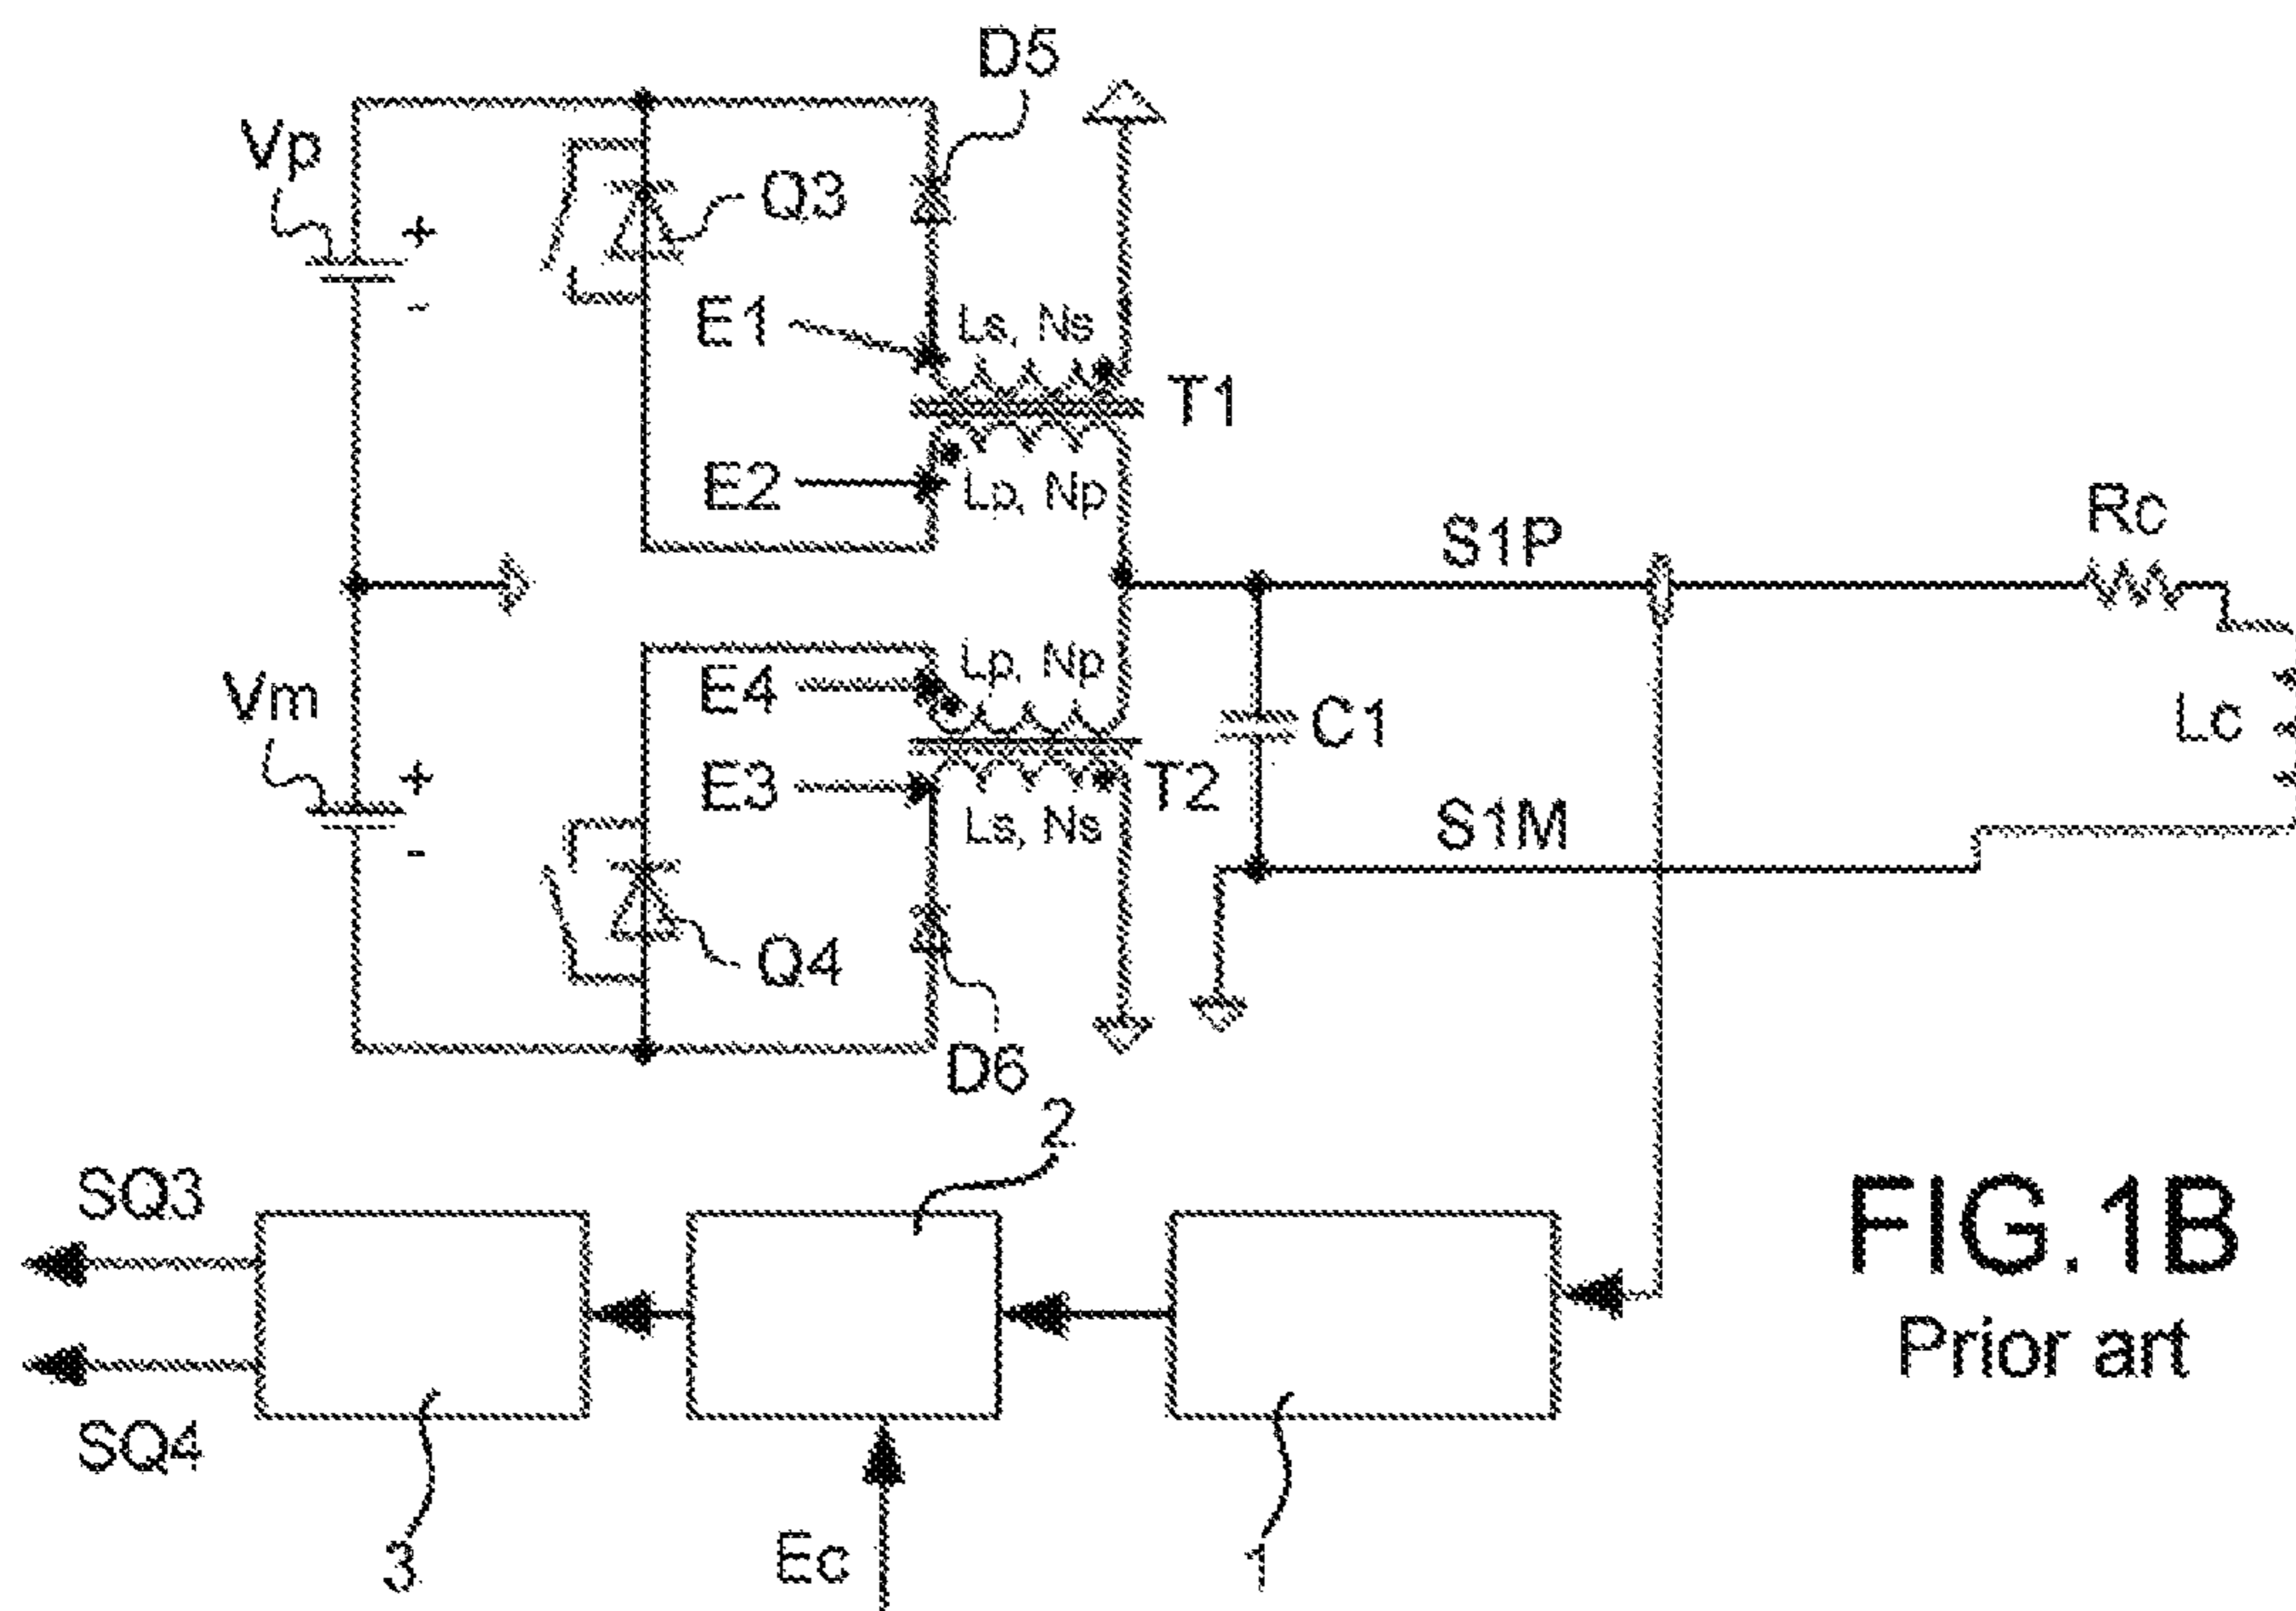 D5
Vp
+
Q3
-
E1
Ls, Ns
T1
E2
Lp, Np
S1P
Rc
Lp, Np
E4
Vm
C1
Lc
+
E3
T2
Ls, Ns
S1M
-
Q4
D6
2
SQ3
FIG.1B
Prior art
SQ4
3
Ec
1